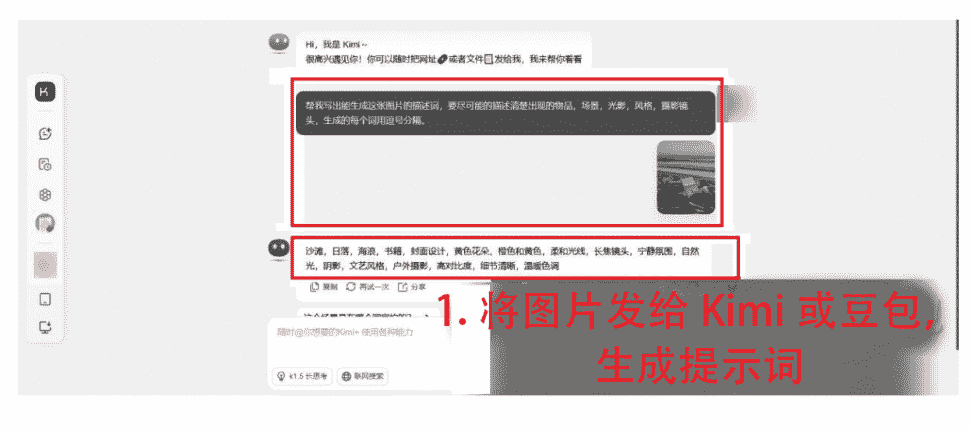 Hi，我是 Kimi~
很高兴遇见你！你可以随时把网址🔗或者文件📄发给我，我来帮你看看
帮我写出能生成这张图片的描述词，要尽可能的描述清楚出现的物品，场景，光影，风格，摄影镜
头，生成的每个词用逗号分隔。
沙滩，日落，海浪，书籍，封面设计，黄色花朵，橙色和黄色，柔和光线，长焦镜头，宁静氛围，自然
光，阴影，文艺风格，户外摄影，高对比度，细节清晰，温暖色调
复制 再试一次 分享
随时@你想要的Kimi+ 使用各种能力
k1.5 长思考 联网搜索
1. 将图片发给 Kimi 或豆包，
生成提示词